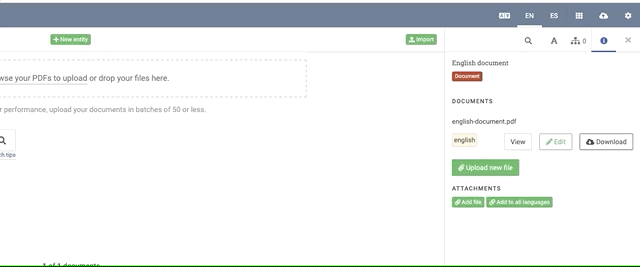 EN ES
+ New entity
Import
A 0
wse your PDFs to upload or drop your files here.
English document
Document
r performance, upload your documents in batches of 50 or less.
DOCUMENTS
english-document.pdf
english View Edit Download
ch tips
Upload new file
ATTACHMENTS
Add file Add to all languages
1 of 1 documents